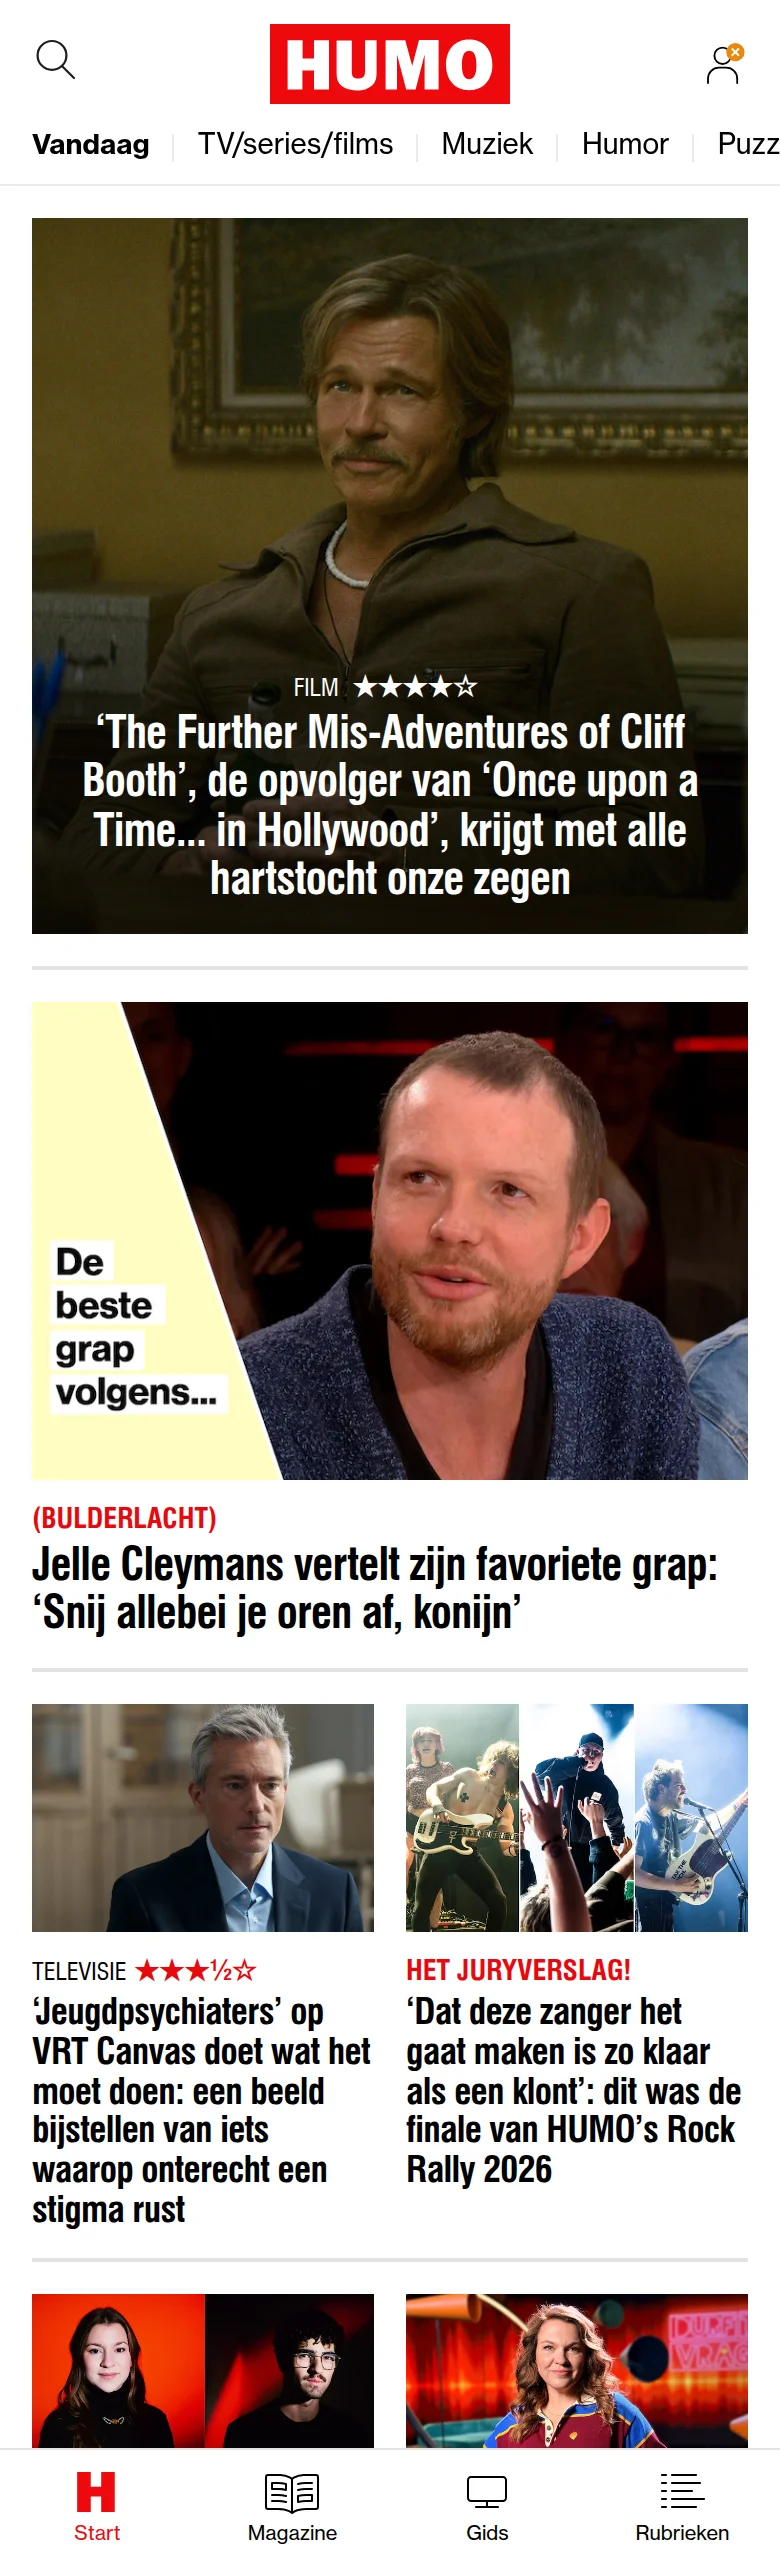 HUMO
Vandaag
TV/series/films
Muziek
Humor
Puzz
FILM ★★★★☆
‘The Further Mis-Adventures of Cliff
Booth’, de opvolger van ‘Once upon a
Time... in Hollywood’, krijgt met alle
hartstocht onze zegen
De
beste
grap
volgens...
(BULDERLACHT)
Jelle Cleymans vertelt zijn favoriete grap:
‘Snij allebei je oren af, konijn’
TELEVISIE ★★★½☆
‘Jeugdpsychiaters’ op
VRT Canvas doet wat het
moet doen: een beeld
bijstellen van iets
waarop onterecht een
stigma rust
HET JURYVERSLAG!
‘Dat deze zanger het
gaat maken is zo klaar
als een klont’: dit was de
finale van HUMO’s Rock
Rally 2026
H
Start
Magazine
Gids
Rubrieken